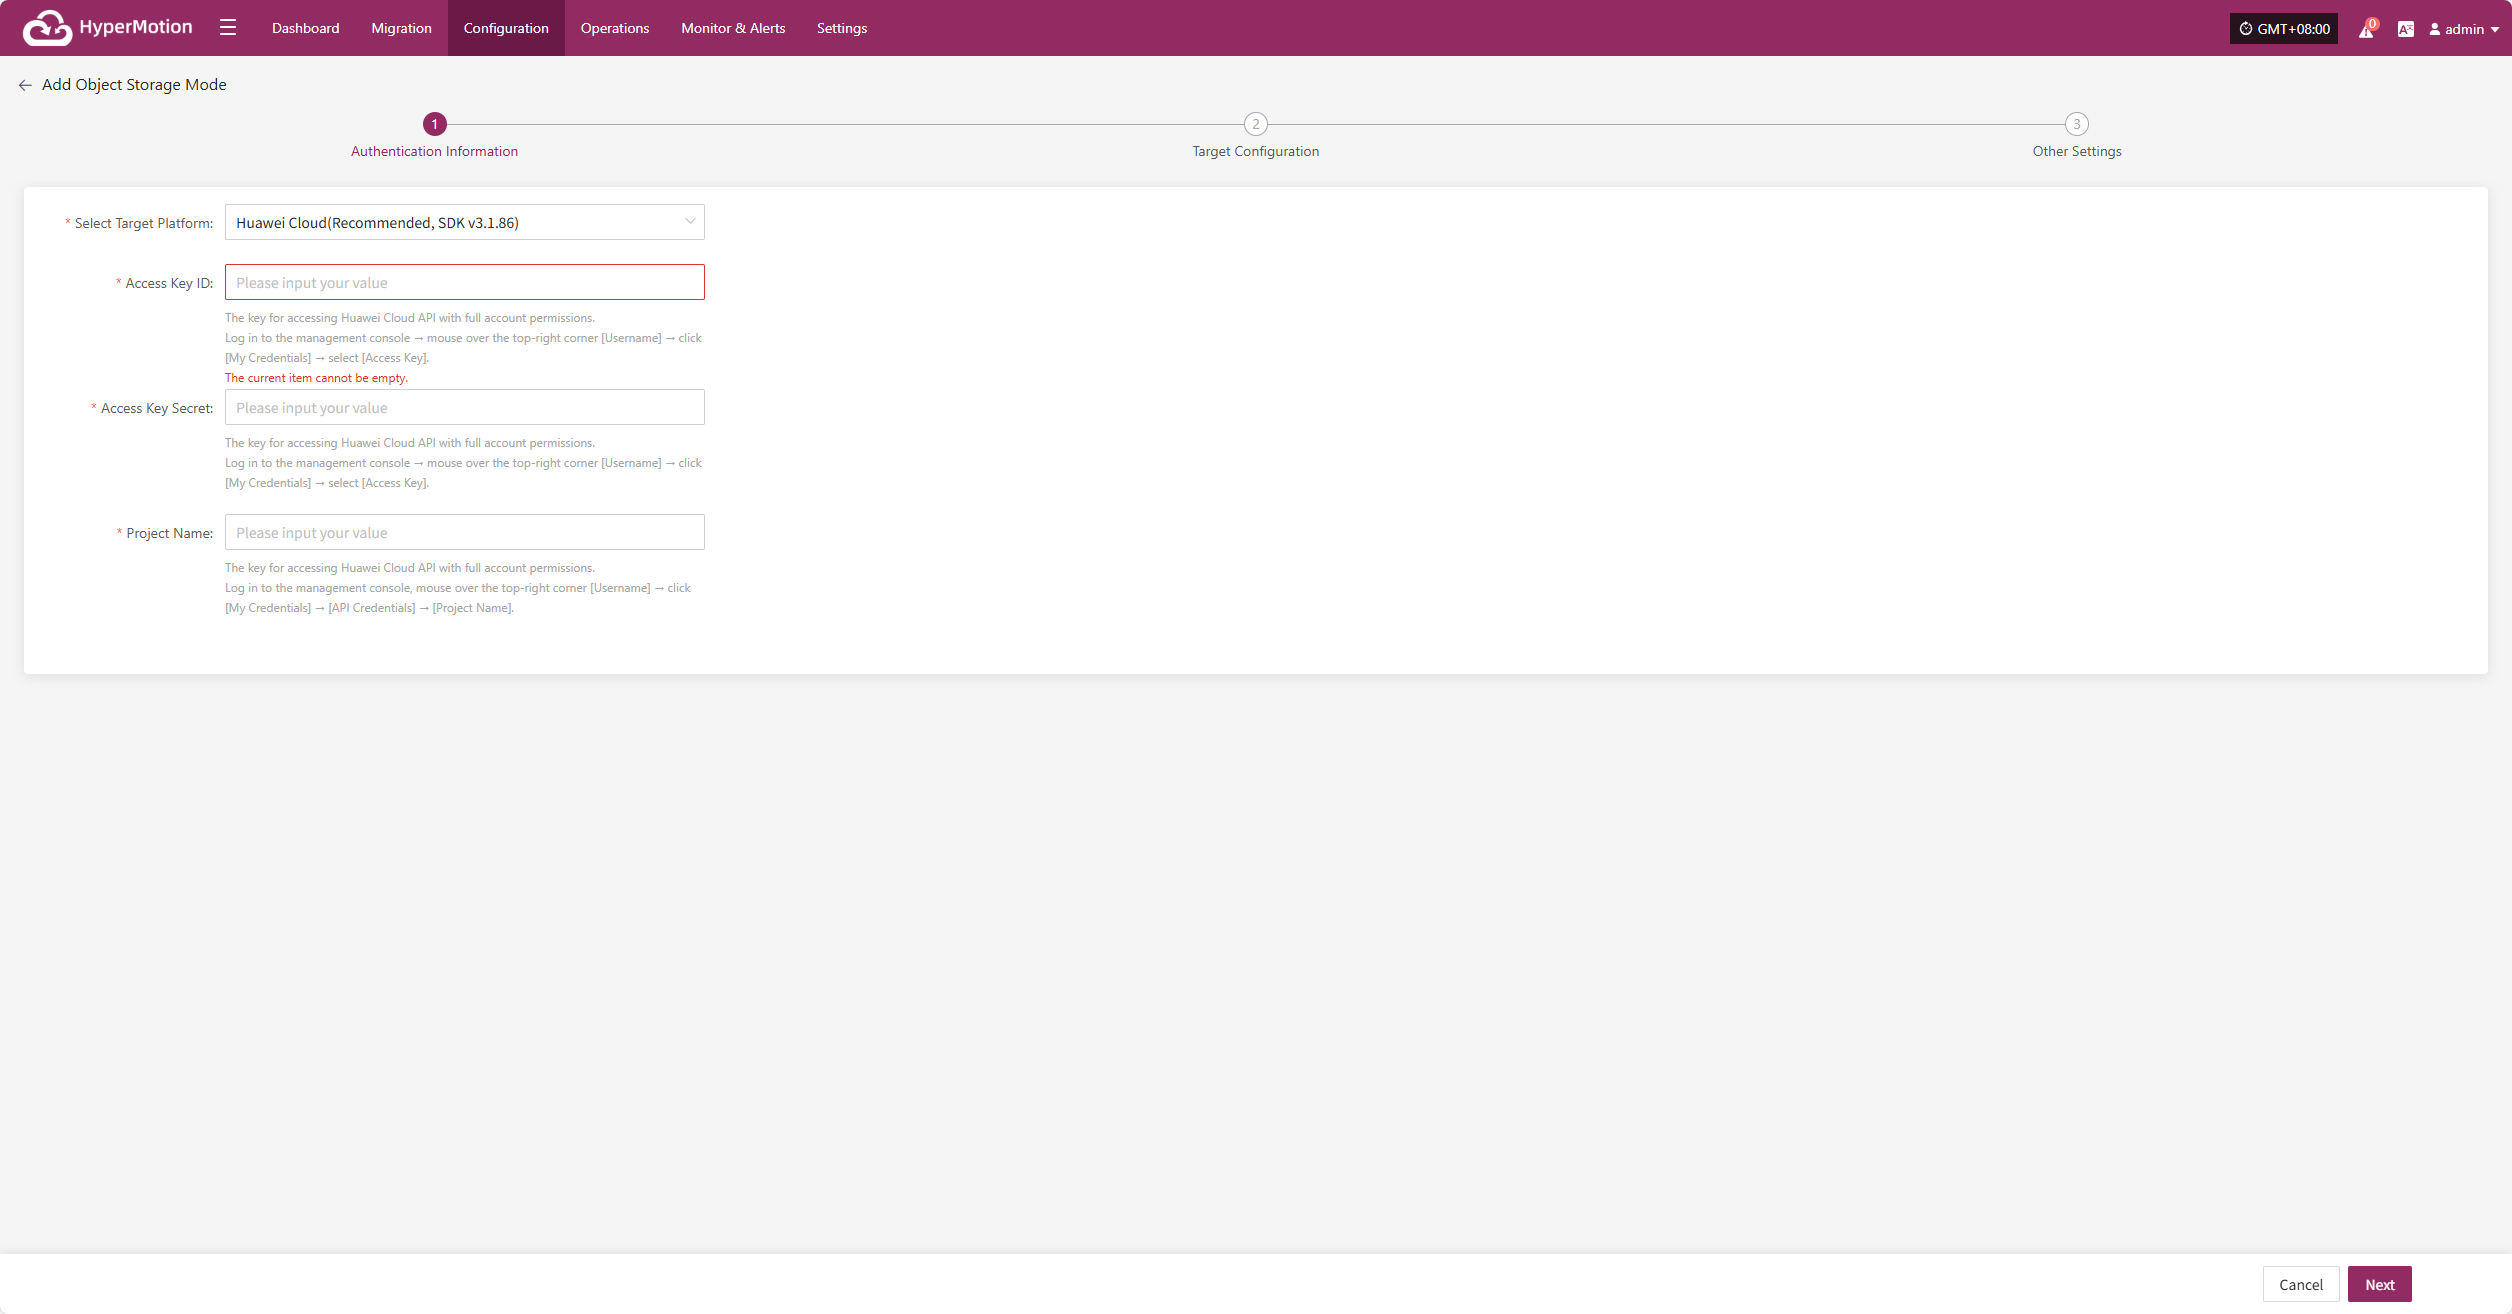 HyperMotion
Dashboard
Migration
Configuration
Operations
Monitor & Alerts
Settings
GMT+08:00
0
admin
Add Object Storage Mode
1
Authentication Information
2
Target Configuration
3
Other Settings
* Select Target Platform:
Huawei Cloud(Recommended, SDK v3.1.86)
* Access Key ID:
Please input your value
The key for accessing Huawei Cloud API with full account permissions.
Log in to the management console → mouse over the top-right corner [Username] → click
[My Credentials] → select [Access Key].
The current item cannot be empty.
* Access Key Secret:
Please input your value
The key for accessing Huawei Cloud API with full account permissions.
Log in to the management console → mouse over the top-right corner [Username] → click
[My Credentials] → select [Access Key].
* Project Name:
Please input your value
The key for accessing Huawei Cloud API with full account permissions.
Log in to the management console, mouse over the top-right corner [Username] → click
[My Credentials] → [API Credentials] → [Project Name].
Cancel
Next